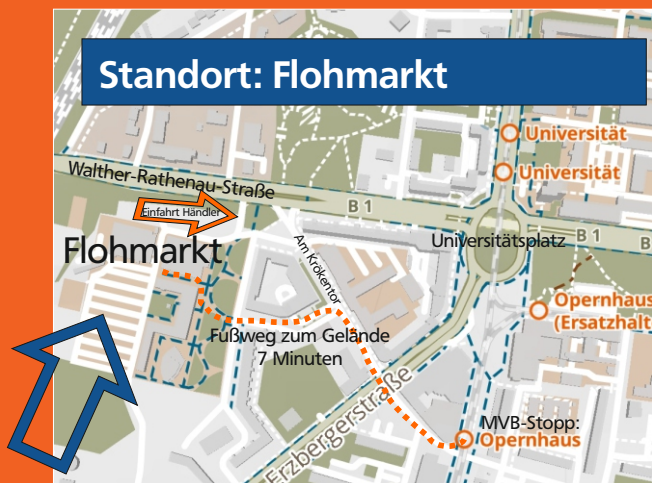 Standort: Flohmarkt
Universität
Universität
Walther-Rathenau-Straße
B 1
Einfahrt Händler
Flohmarkt
Am Krökentor
Universitätsplatz
B 1
B
Opernhaus
(Ersatzhalt
Fußweg zum Gelände
7 Minuten
Erzbergerstraße
MVB-Stopp:
Opernhaus